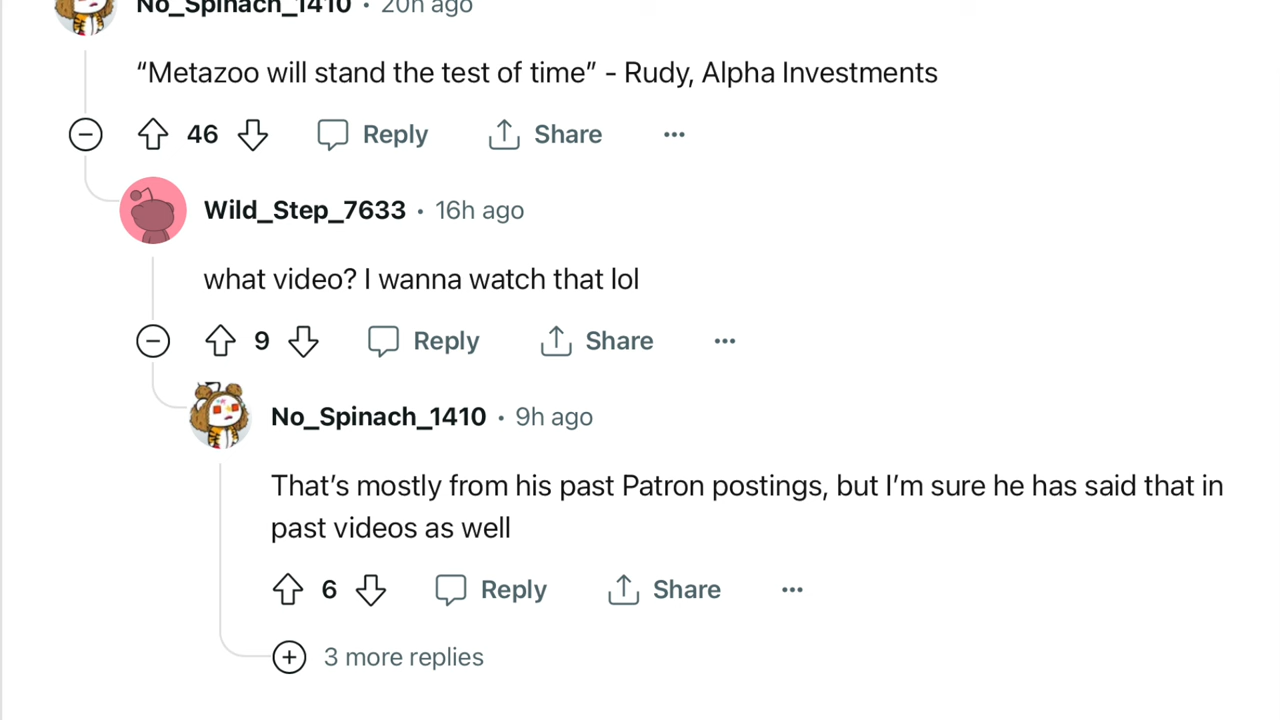 No_Spinach_1410 • 20h ago
“Metazoo will stand the test of time” - Rudy, Alpha Investments
46 Reply Share ...
Wild_Step_7633 • 16h ago
what video? I wanna watch that lol
9 Reply Share ...
No_Spinach_1410 • 9h ago
That’s mostly from his past Patron postings, but I’m sure he has said that in
past videos as well
6 Reply Share ...
3 more replies